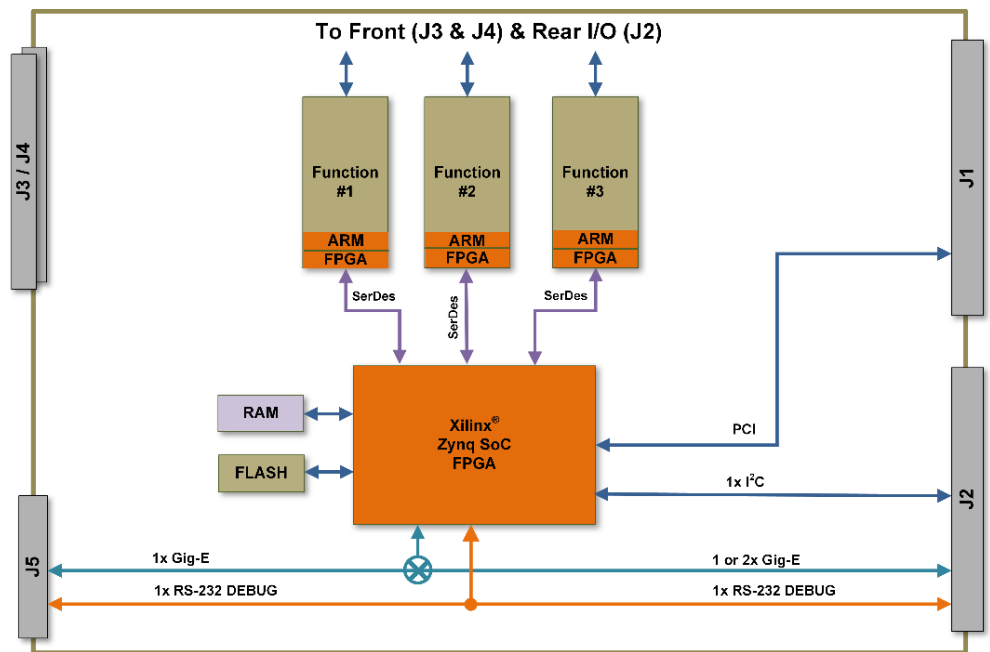 To Front (J3 & J4) & Rear I/O (J2)
J3 / J4
Function
#1
ARM
FPGA
Function
#2
ARM
FPGA
Function
#3
ARM
FPGA
J1
SerDes
SerDes
SerDes
RAM
FLASH
Xilinx®
Zynq SoC
FPGA
PCI
1x I²C
J2
J5
1x Gig-E
1 or 2x Gig-E
1x RS-232 DEBUG
1x RS-232 DEBUG